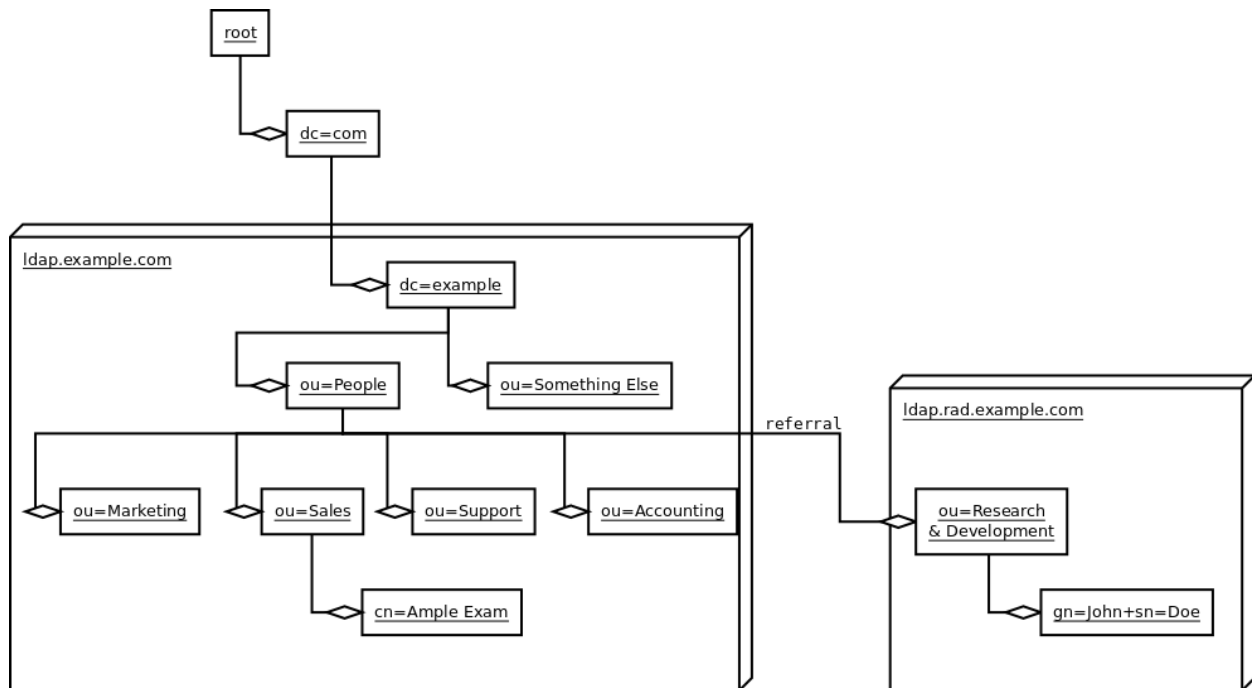 root
dc=com
ldap.example.com
dc=example
ou=People
ou=Something Else
ldap.rad.example.com
referral
ou=Marketing
ou=Sales
ou=Support
ou=Accounting
ou=Research
& Development
cn=Ample Exam
gn=John+sn=Doe